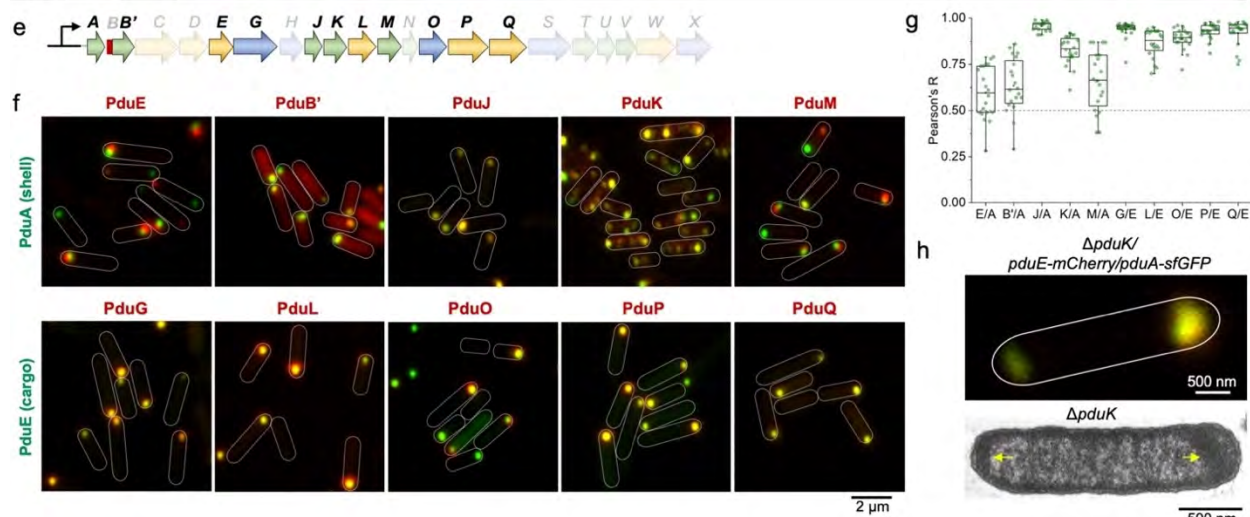 e
A B B' C D E G H J K L M N O P Q S T U V W X
f
PduE PduB' PduJ PduK PduM
PduA (shell)
PduG PduL PduO PduP PduQ
PduE (cargo)
2 µm
g
Pearson's R
1.00
0.75
0.50
0.25
0.00
E/A B'/A J/A K/A M/A G/E L/E O/E P/E Q/E
h
ΔpduK/
pduE-mCherry/pduA-sfGFP
500 nm
ΔpduK
500 nm